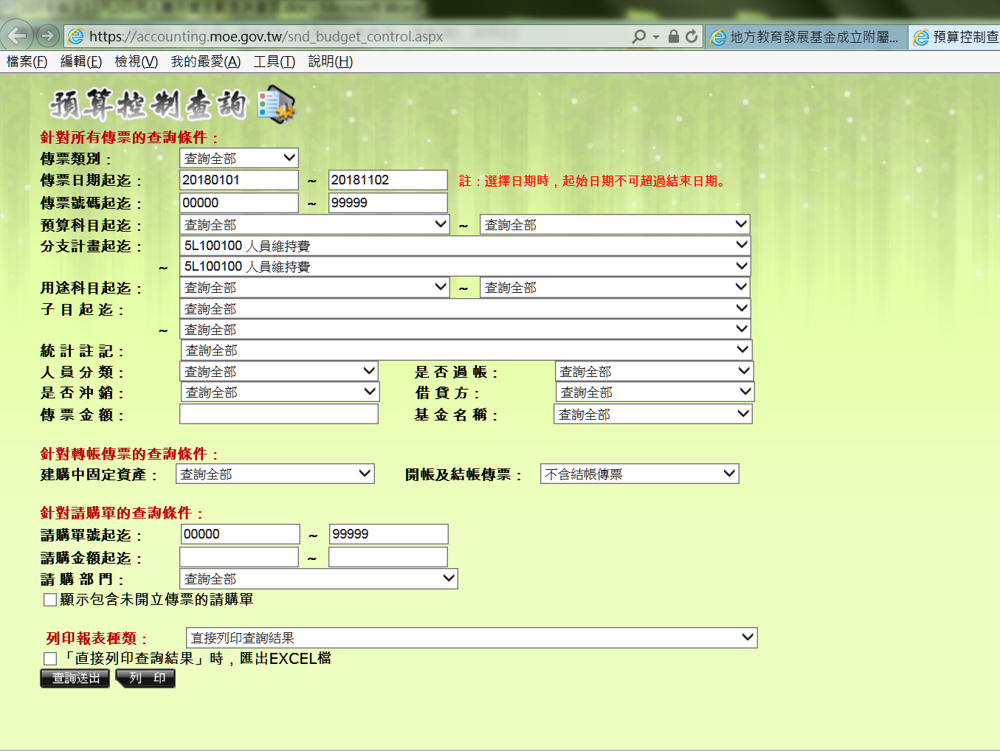 https://accounting.moe.gov.tw/snd_budget_control.aspx
地方教育發展基金成立附屬...
預算控制查
檔案(F) 編輯(E) 檢視(V) 我的最愛(A) 工具(T) 說明(H)
預算控制查詢
針對所有傳票的查詢條件：
傳票類別： 查詢全部
傳票日期起迄： 20180101 ~ 20181102 註：選擇日期時，起始日期不可超過結束日期。
傳票號碼起迄： 00000 ~ 99999
預算科目起迄： 查詢全部 ~ 查詢全部
分支計畫起迄： 5L100100 人員維持費
~ 5L100100 人員維持費
用途科目起迄： 查詢全部 ~ 查詢全部
子目起迄： 查詢全部
~ 查詢全部
統計註記： 查詢全部
人員分類： 查詢全部 是否過帳： 查詢全部
是否沖銷： 查詢全部 借貸方： 查詢全部
傳票金額： 基金名稱： 查詢全部
針對轉帳傳票的查詢條件：
建購中固定資產： 查詢全部 開帳及結帳傳票： 不含結帳傳票
針對請購單的查詢條件：
請購單號起迄： 00000 ~ 99999
請購金額起迄： ~
請購部門： 查詢全部
顯示包含未開立傳票的請購單
列印報表種類： 直接列印查詢結果
「直接列印查詢結果」時，匯出EXCEL檔
查詢送出 列 印